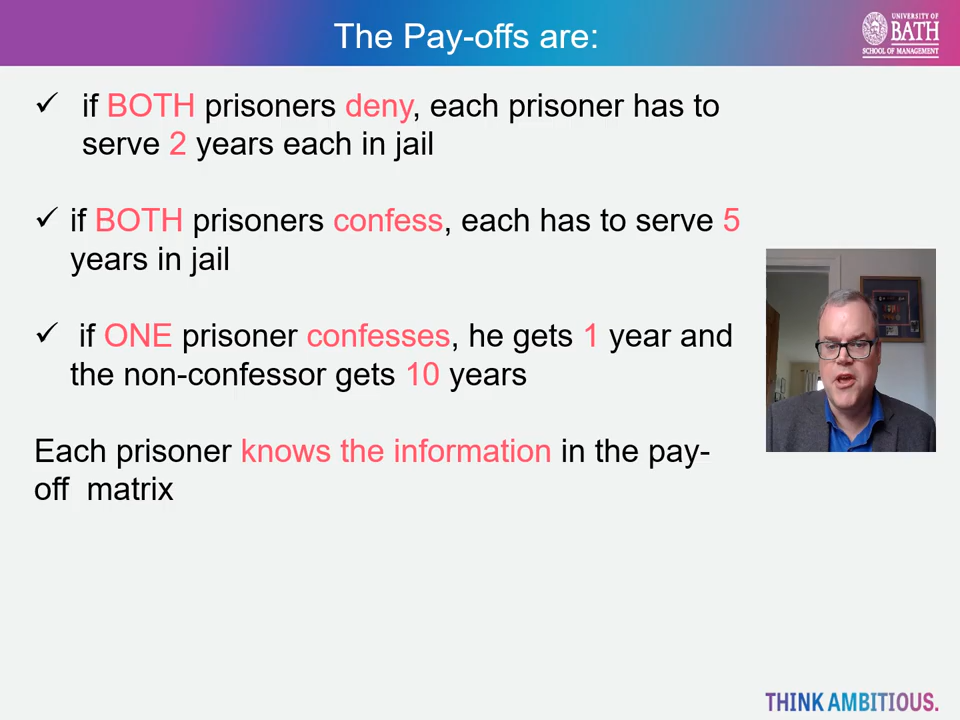 The Pay-offs are:
UNIVERSITY OF
BATH
SCHOOL OF MANAGEMENT
✓ if BOTH prisoners deny, each prisoner has to
serve 2 years each in jail
✓ if BOTH prisoners confess, each has to serve 5
years in jail
✓ if ONE prisoner confesses, he gets 1 year and
the non-confessor gets 10 years
Each prisoner knows the information in the pay-
off matrix
THINK AMBITIOUS.